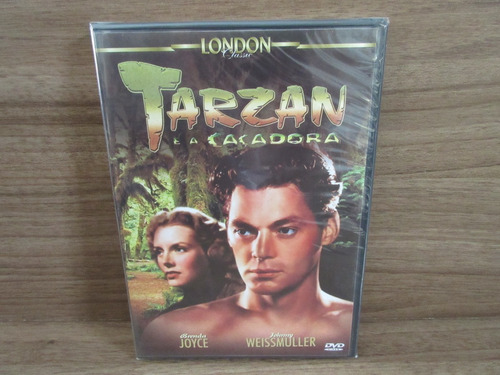 LONDON
Classic
TARZAN
E A CAÇADORA
Brenda Johnny
JOYCE WEISSMULLER
DVD